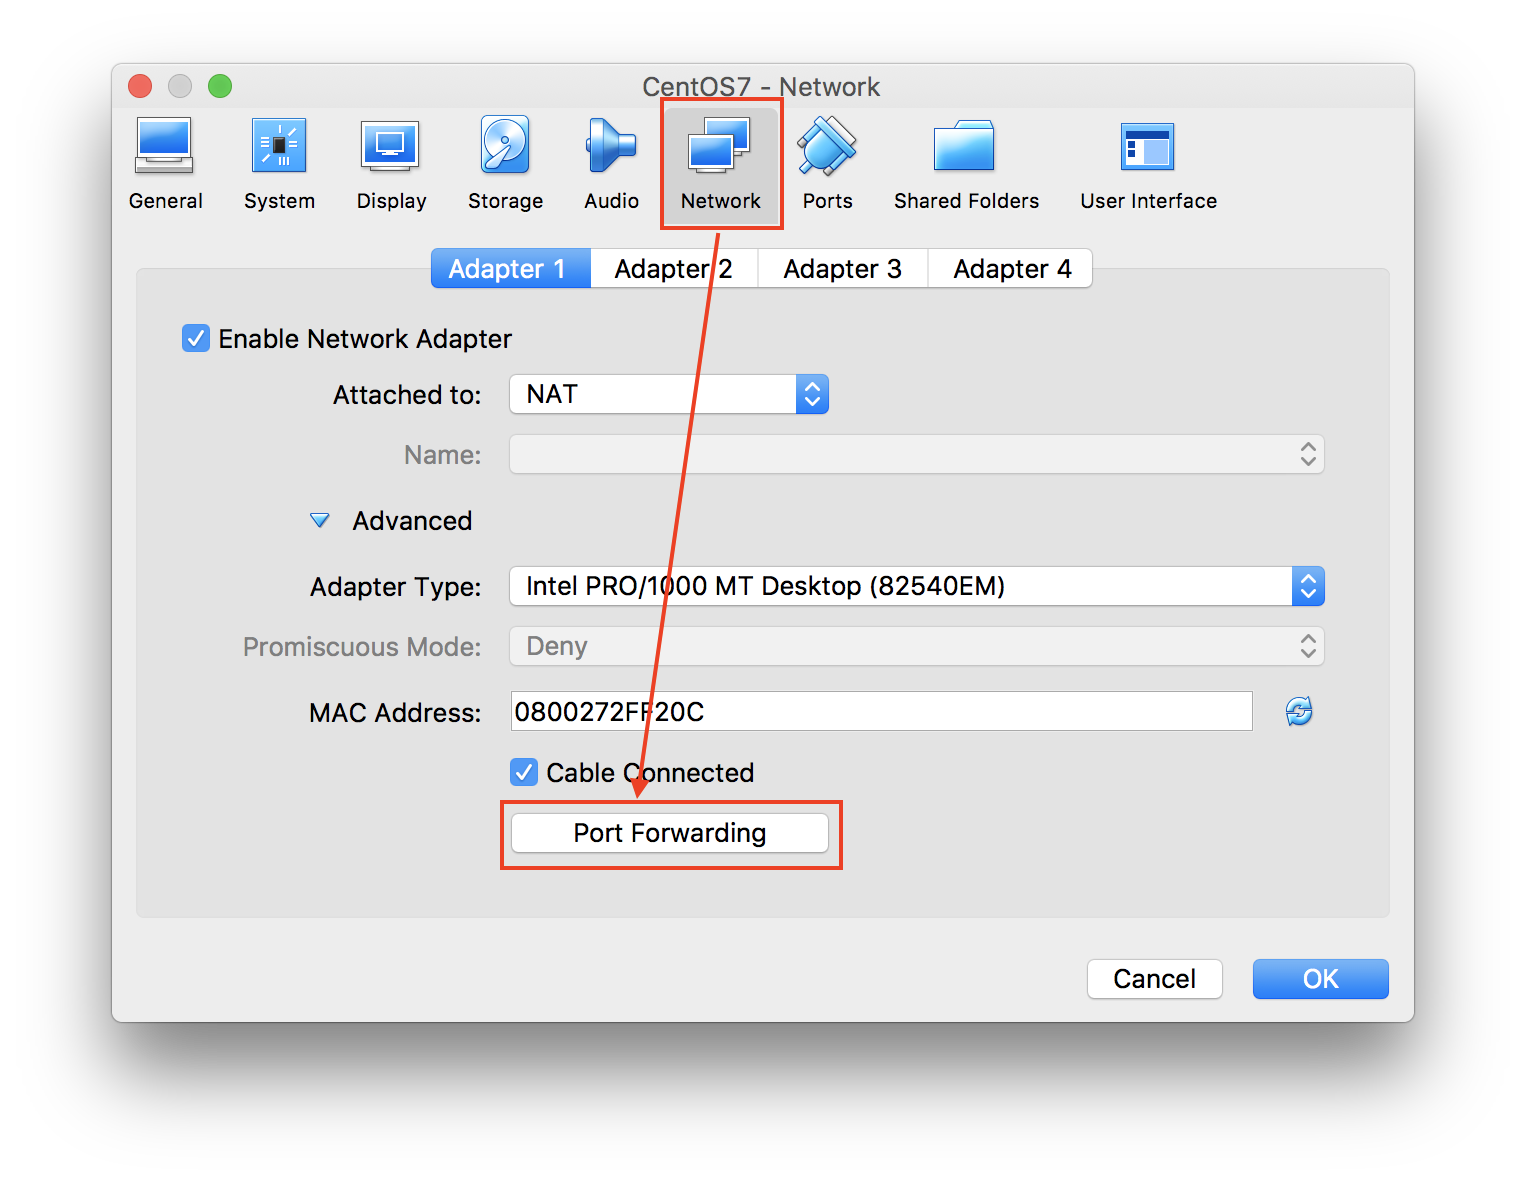 CentOS7 - Network
General System Display Storage Audio Network Ports Shared Folders User Interface
Adapter 1 Adapter 2 Adapter 3 Adapter 4
Enable Network Adapter
Attached to: NAT
Name:
Advanced
Adapter Type: Intel PRO/1000 MT Desktop (82540EM)
Promiscuous Mode: Deny
MAC Address: 0800272FF20C
Cable Connected
Port Forwarding
Cancel OK